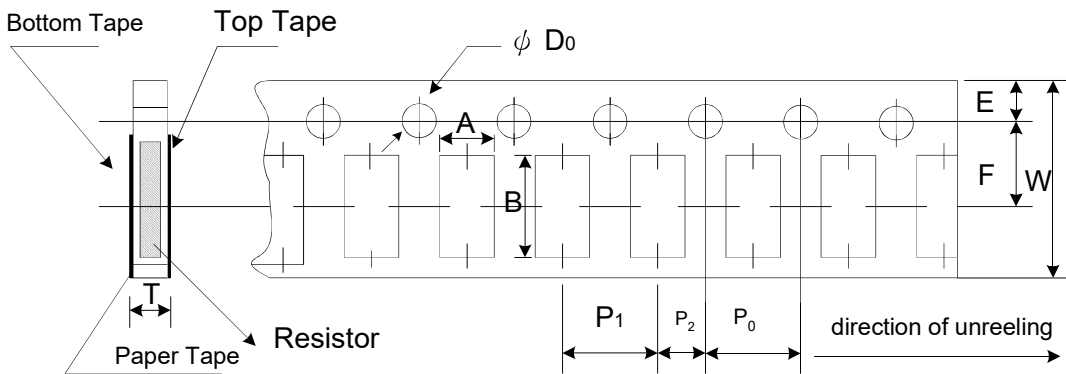 Bottom Tape
Top Tape
ψ D0
E
A
F
W
B
T
P1
P2
P0
Resistor
direction of unreeling
Paper Tape